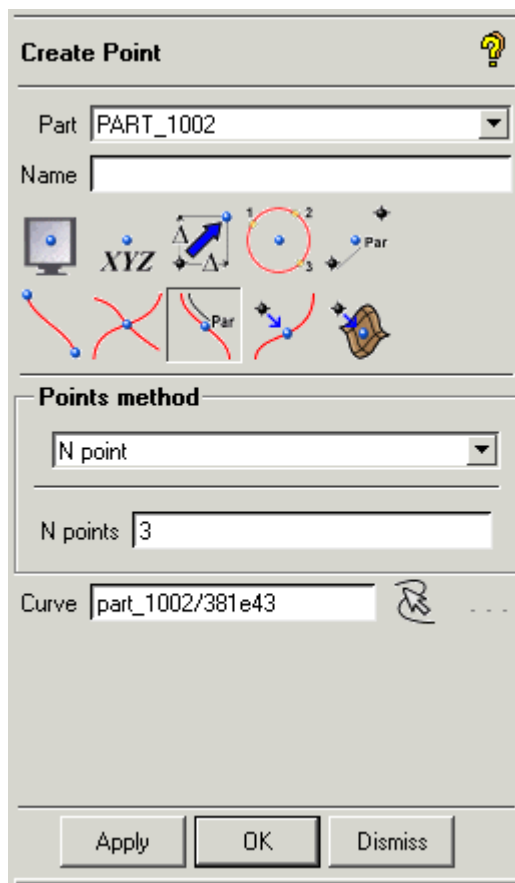 Create Point
Part PART_1002
Name
1 2
XYZ Δ Δ 3 Par
Par
Points method
N point
N points 3
Curve part_1002/381e43 ...
Apply OK Dismiss